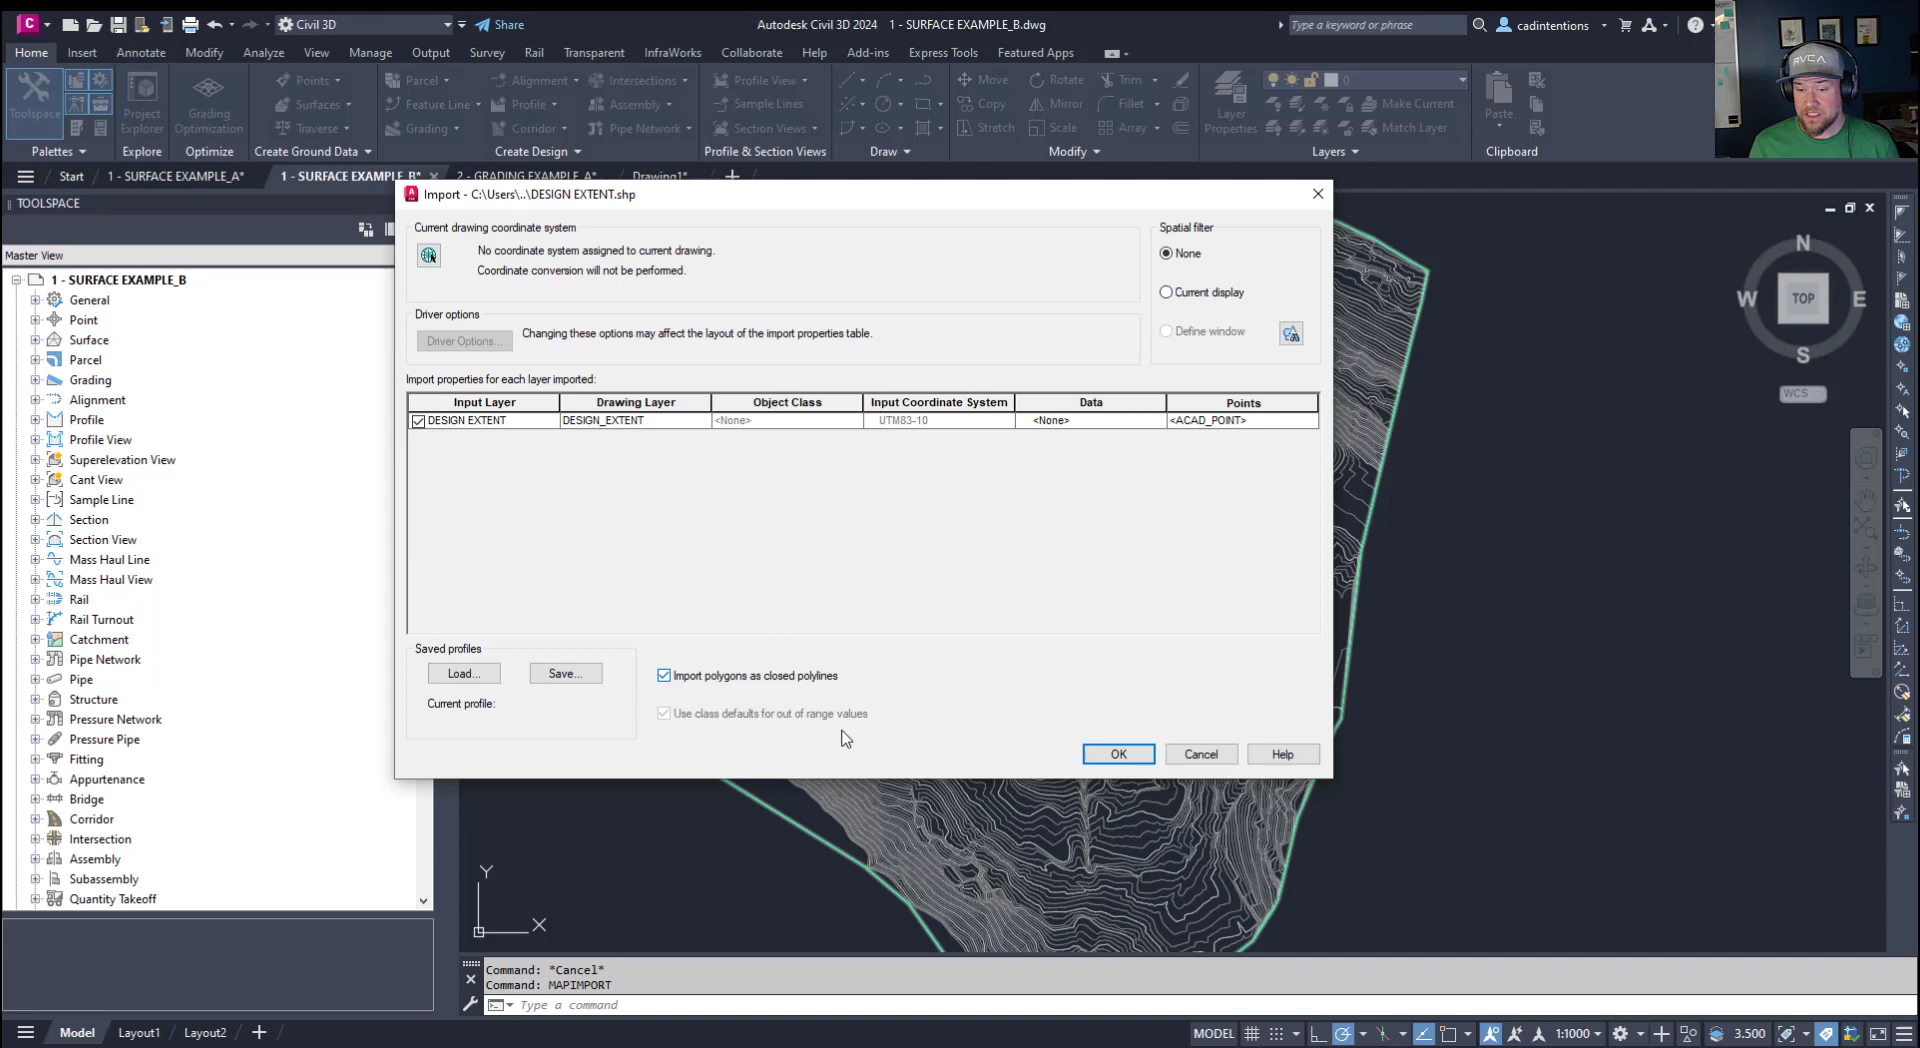 Civil 3D
Share
Autodesk Civil 3D 2024 1 - SURFACE EXAMPLE_B.dwg
Type a keyword or phrase
cadintentions
Home Insert Annotate Modify Analyze View Manage Output Survey Rail Transparent InfraWorks Collaborate Help Add-ins Express Tools Featured Apps
Toolspace
Project Explorer
Grading Optimization
Points
Surfaces
Traverse
Parcel
Feature Line
Grading
Alignment
Profile
Corridor
Intersections
Assembly
Pipe Network
Profile View
Sample Lines
Section Views
Move
Copy
Stretch
Rotate
Mirror
Scale
Trim
Fillet
Array
Layer Properties
0
Make Current
Match Layer
Paste
RVCA
Palettes Explore Optimize Create Ground Data Create Design Profile & Section Views Draw Modify Layers Clipboard
Start 1 - SURFACE EXAMPLE_A* 1 - SURFACE EXAMPLE_B* 2 - GRADING EXAMPLE_A* Drawing1*
TOOLSPACE
Master View
1 - SURFACE EXAMPLE_B
General
Point
Surface
Parcel
Grading
Alignment
Profile
Profile View
Superelevation View
Cant View
Sample Line
Section
Section View
Mass Haul Line
Mass Haul View
Rail
Rail Turnout
Catchment
Pipe Network
Pipe
Structure
Pressure Network
Pressure Pipe
Fitting
Appurtenance
Bridge
Corridor
Intersection
Assembly
Subassembly
Quantity Takeoff
Import - C:\Users\..\DESIGN EXTENT.shp
Current drawing coordinate system
No coordinate system assigned to current drawing.
Coordinate conversion will not be performed.
Spatial filter
None
Current display
Define window
Driver options
Driver Options...
Changing these options may affect the layout of the import properties table.
Import properties for each layer imported:
Input Layer Drawing Layer Object Class Input Coordinate System Data Points
DESIGN EXTENT DESIGN_EXTENT <None> UTM83-10 <None> <ACAD_POINT>
Saved profiles
Load...
Save...
Current profile:
Import polygons as closed polylines
Use class defaults for out of range values
OK
Cancel
Help
N
W
TOP
E
S
WCS
Y
X
Command: *Cancel*
Command: MAPIMPORT
Type a command
Model Layout1 Layout2
MODEL
1:1000
3.500